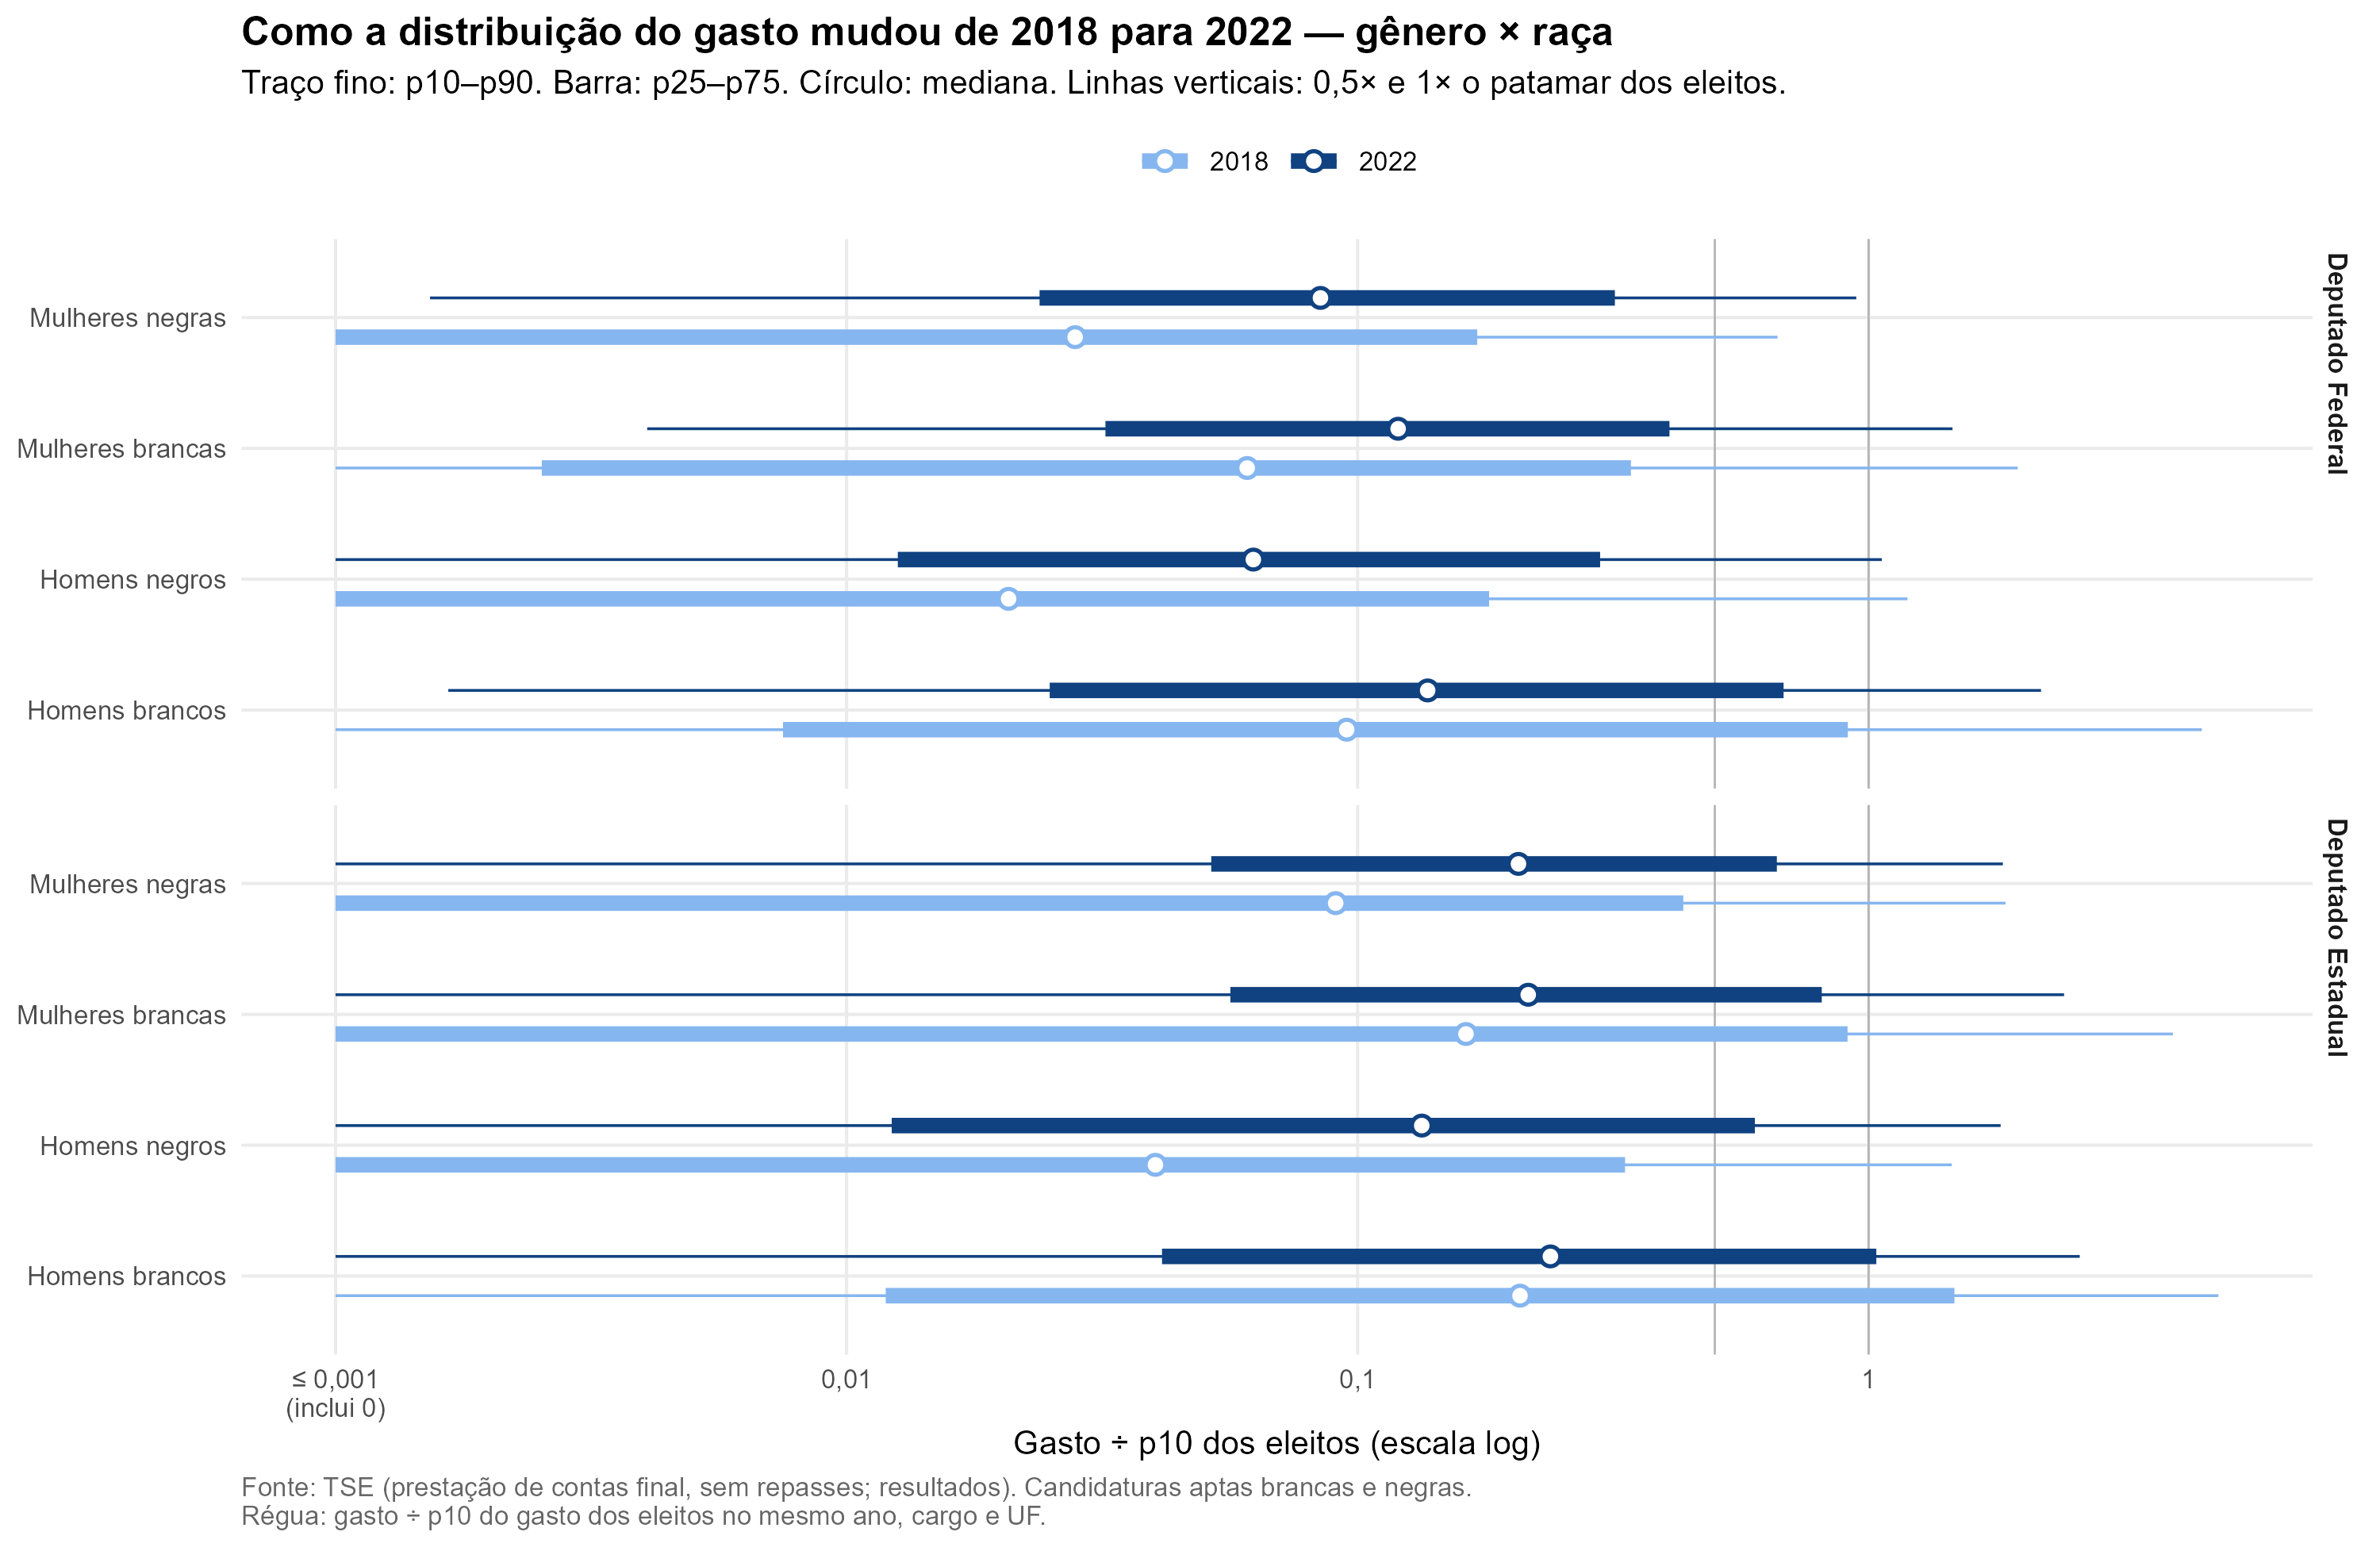 Como a distribuição do gasto mudou de 2018 para 2022 — gênero × raça
Traço fino: p10–p90. Barra: p25–p75. Círculo: mediana. Linhas verticais: 0,5× e 1× o patamar dos eleitos.
2018 2022
Deputado Federal
Mulheres negras
Mulheres brancas
Homens negros
Homens brancos
Deputado Estadual
Mulheres negras
Mulheres brancas
Homens negros
Homens brancos
≤ 0,001 0,01 0,1 1
(inclui 0)
Gasto ÷ p10 dos eleitos (escala log)
Fonte: TSE (prestação de contas final, sem repasses; resultados). Candidaturas aptas brancas e negras.
Régua: gasto ÷ p10 do gasto dos eleitos no mesmo ano, cargo e UF.